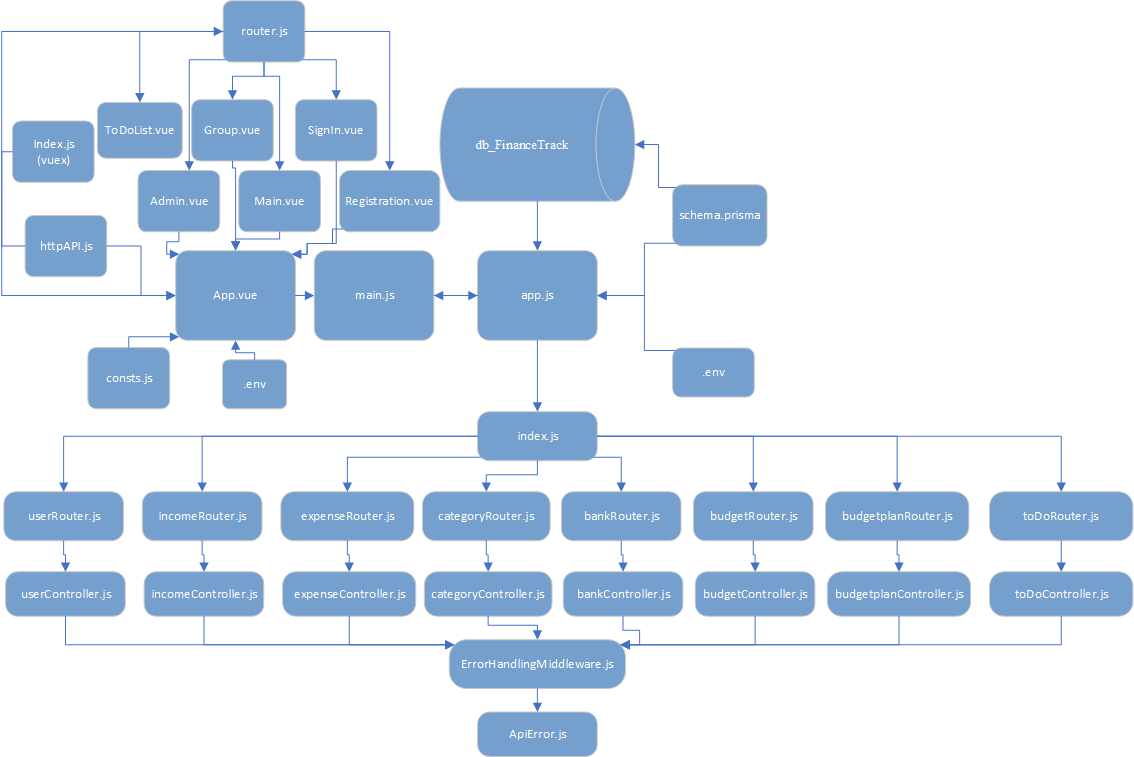 router.js
ToDoList.vue
Group.vue
SignIn.vue
Index.js
(vuex)
db_FinanceTrack
Admin.vue
Main.vue
Registration.vue
schema.prisma
httpAPI.js
App.vue
main.js
app.js
consts.js
.env
.env
index.js
userRouter.js
incomeRouter.js
expenseRouter.js
categoryRouter.js
bankRouter.js
budgetRouter.js
budgetplanRouter.js
toDoRouter.js
userController.js
incomeController.js
expenseController.js
categoryController.js
bankController.js
budgetController.js
budgetplanController.js
toDoController.js
ErrorHandlingMiddleware.js
ApiError.js